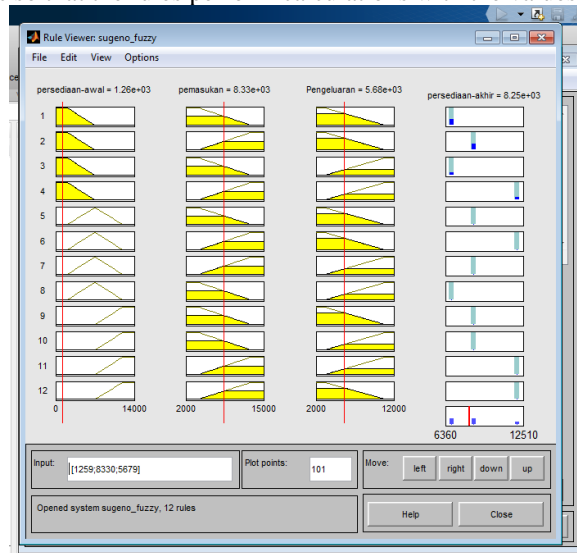 Rule Viewer: sugeno_fuzzy
File Edit View Options
persediaan-awal = 1.26e+03 pemasukan = 8.33e+03 Pengeluaran = 5.68e+03 persediaan-akhir = 8.25e+03
1
2
3
4
5
6
7
8
9
10
11
12
0 14000 2000 15000 2000 12000
6360 12510
Input: [1259;8330;5679] Plot points: 101 Move: left right down up
Opened system sugeno_fuzzy, 12 rules Help Close